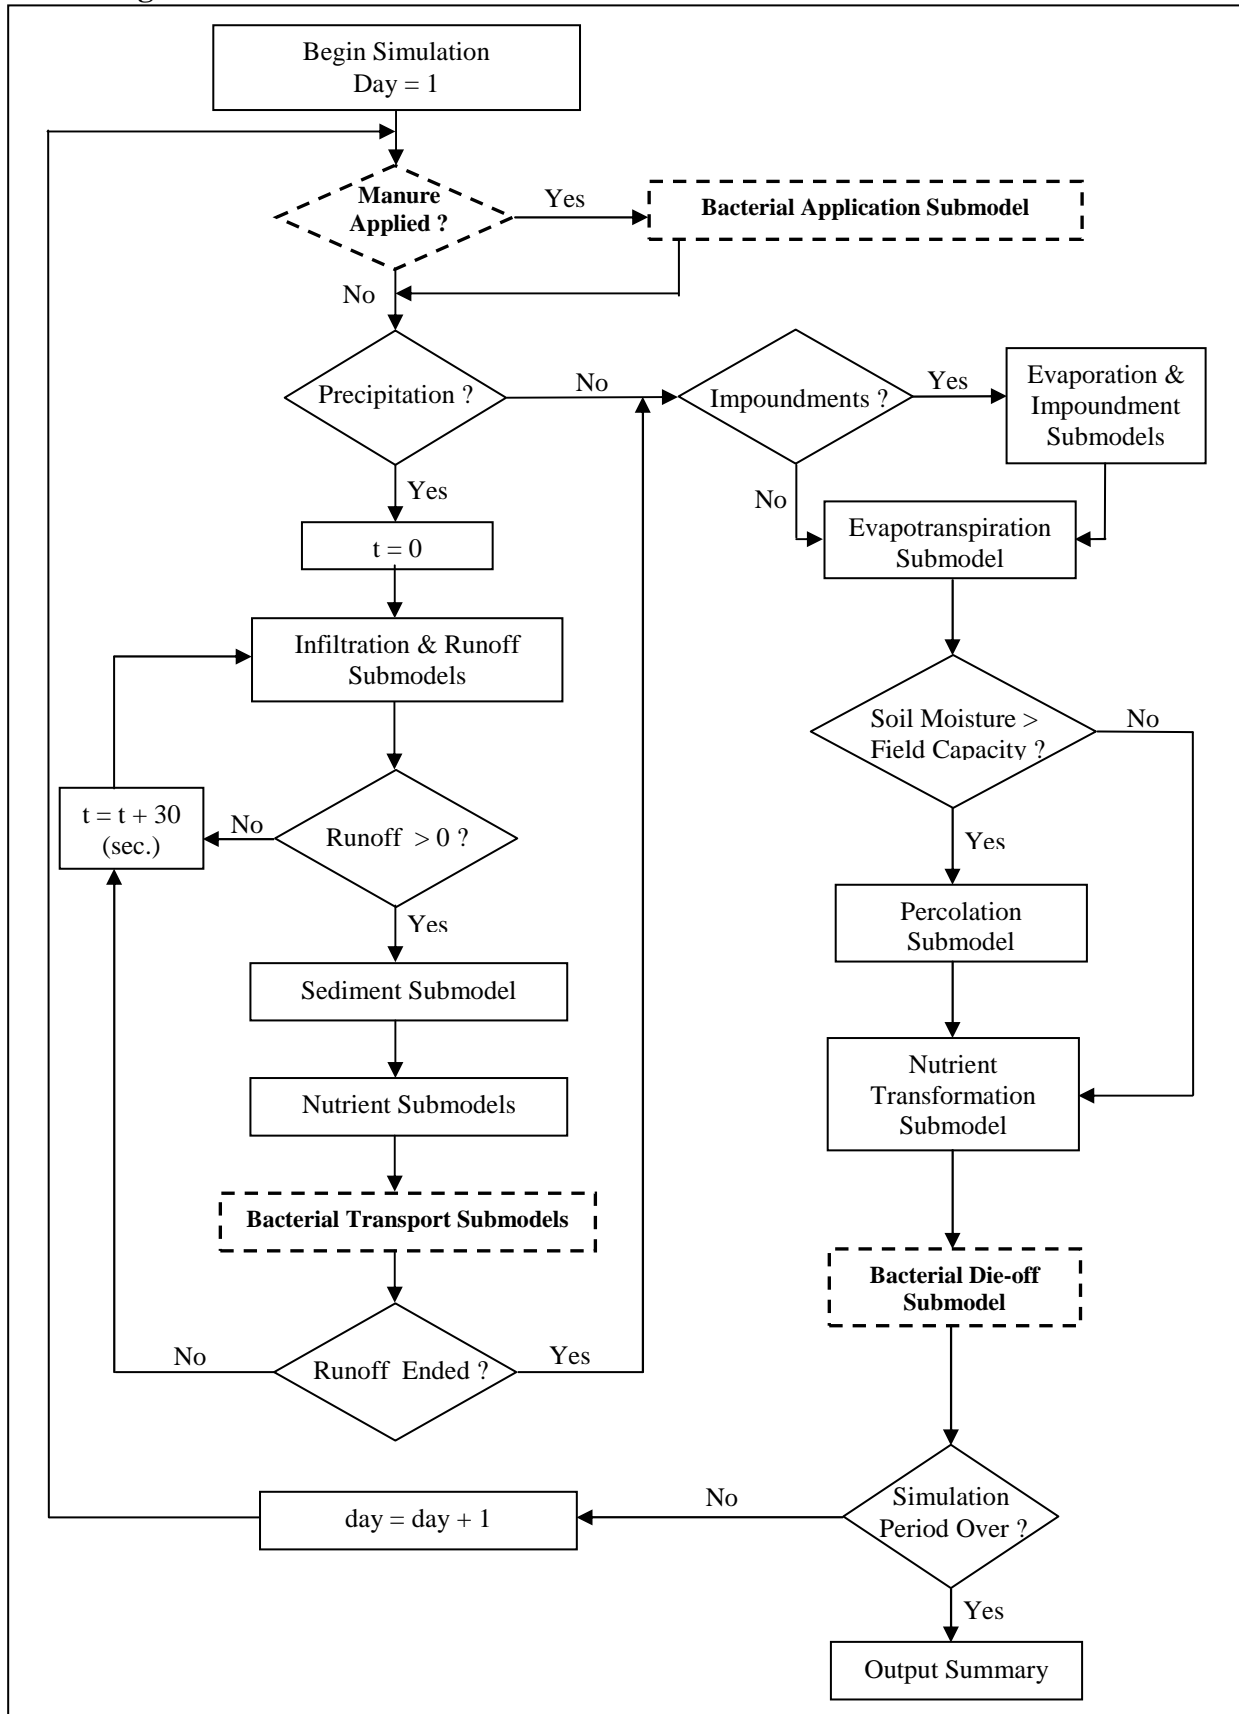 Begin Simulation
Day = 1
Manure
Applied ?
Yes
Bacterial Application Submodel
No
Precipitation ?
No
Impoundments ?
Yes
Evaporation &
Impoundment
Submodels
Yes
No
t = 0
Evapotranspiration
Submodel
Infiltration & Runoff
Submodels
Soil Moisture >
Field Capacity ?
No
t = t + 30
(sec.)
No
Runoff > 0 ?
Yes
Yes
Percolation
Submodel
Sediment Submodel
Nutrient Submodels
Nutrient
Transformation
Submodel
Bacterial Transport Submodels
Bacterial Die-off
Submodel
No
Runoff Ended ?
Yes
day = day + 1
No
Simulation
Period Over ?
Yes
Output Summary